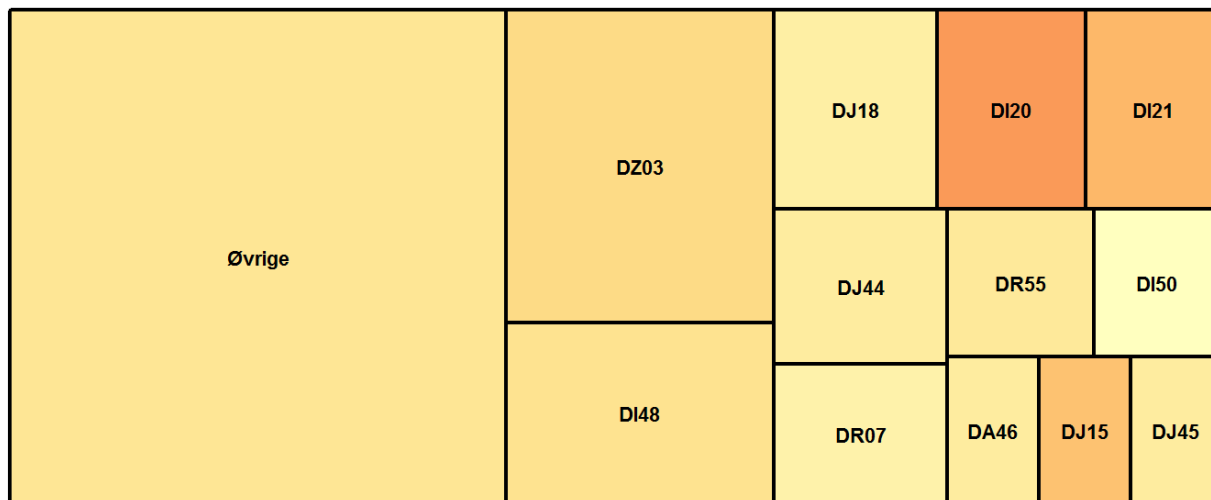 Øvrige
DZ03
DI48
DJ18
DI20
DI21
DJ44
DR55
DI50
DR07
DA46
DJ15
DJ45